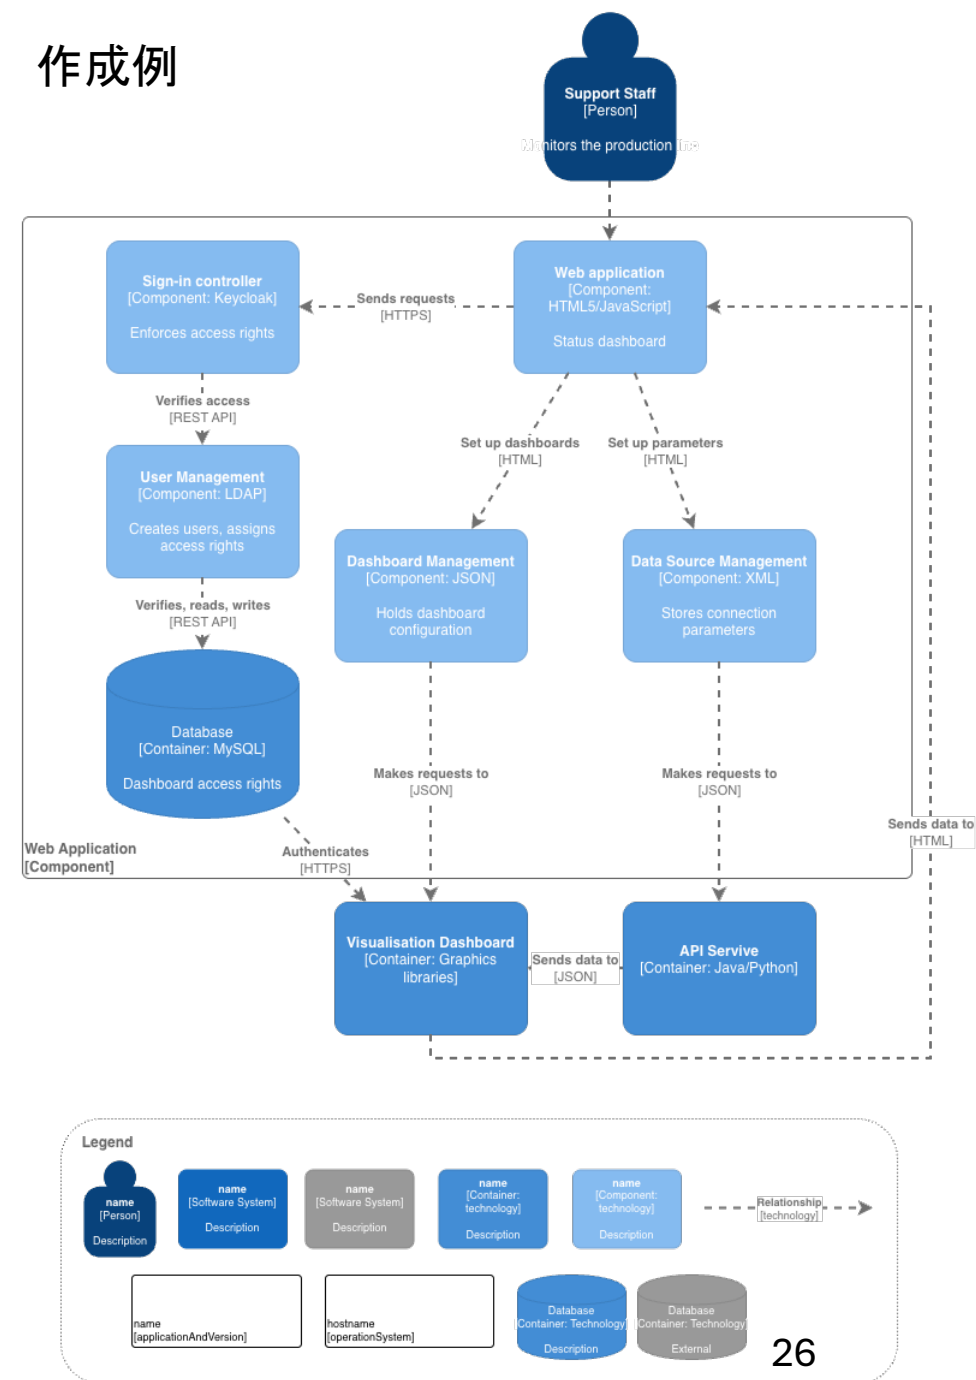 作成例
Support Staff
[Person]
Monitors the production line
Sign-in controller
[Component: Keycloak]
Enforces access rights
Sends requests
[HTTPS]
Web application
[Component:
HTML5/JavaScript]
Status dashboard
Verifies access
[REST API]
Set up dashboards
[HTML]
Set up parameters
[HTML]
User Management
[Component: LDAP]
Creates users, assigns
access rights
Dashboard Management
[Component: JSON]
Holds dashboard
configuration
Data Source Management
[Component: XML]
Stores connection
parameters
Verifies, reads, writes
[REST API]
Database
[Container: MySQL]
Dashboard access rights
Makes requests to
[JSON]
Makes requests to
[JSON]
Sends data to
[HTML]
Web Application
[Component]
Authenticates
[HTTPS]
Visualisation Dashboard
[Container: Graphics
libraries]
Sends data to
[JSON]
API Servive
[Container: Java/Python]
Legend
name
[Person]
Description
name
[Software System]
Description
name
[Software System]
Description
name
[Container:
technology]
Description
name
[Component:
technology]
Description
Relationship
[technology]
name
[applicationAndVersion]
hostname
[operationSystem]
Database
[Container: Technology]
Description
Database
[Container: Technology]
External
26